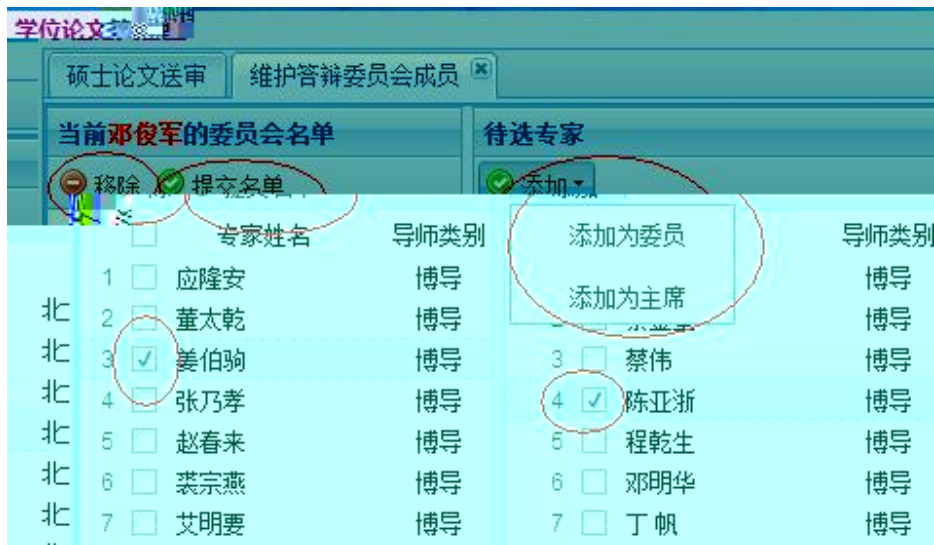 学位论文
硕士论文送审 维护答辩委员会成员
当前邓俊军的委员会名单 待选专家
移除 提交名单 添加
专家姓名 导师类别 添加为委员 导师类别
1 应隆安 博导 博导
添加为主席
北 2 董太乾 博导 博导
北 3 姜伯驹 博导 3 蔡伟 博导
北 4 张乃孝 博导 4 陈亚浙 博导
北 5 赵春来 博导 5 程乾生 博导
北 6 裘宗燕 博导 6 邓明华 博导
北 7 艾明要 博导 7 丁帆 博导